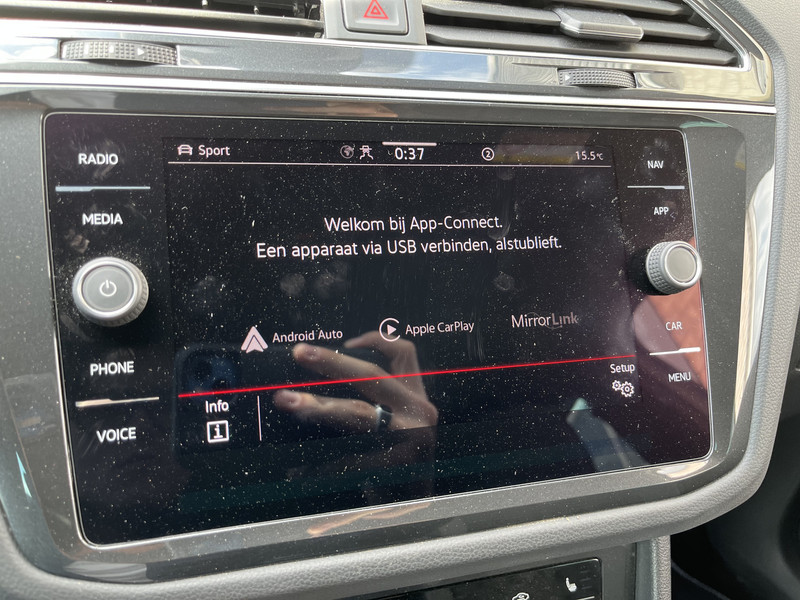 RADIO
MEDIA
PHONE
VOICE
Sport
0:37
2
15.5°C
Welkom bij App-Connect.
Een apparaat via USB verbinden, alstublieft.
Android Auto
Apple CarPlay
MirrorLink
Info
Setup
NAV
APP
CAR
MENU